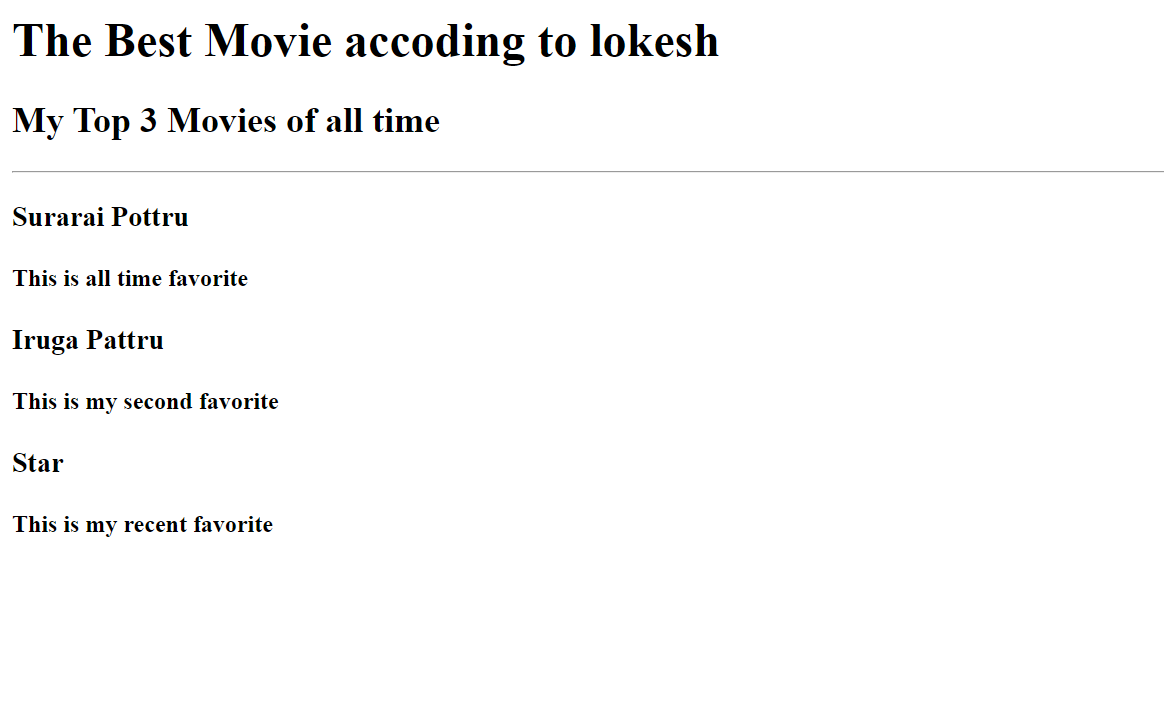 The Best Movie accoding to lokesh
My Top 3 Movies of all time
Surarai Pottru
This is all time favorite
Iruga Pattru
This is my second favorite
Star
This is my recent favorite